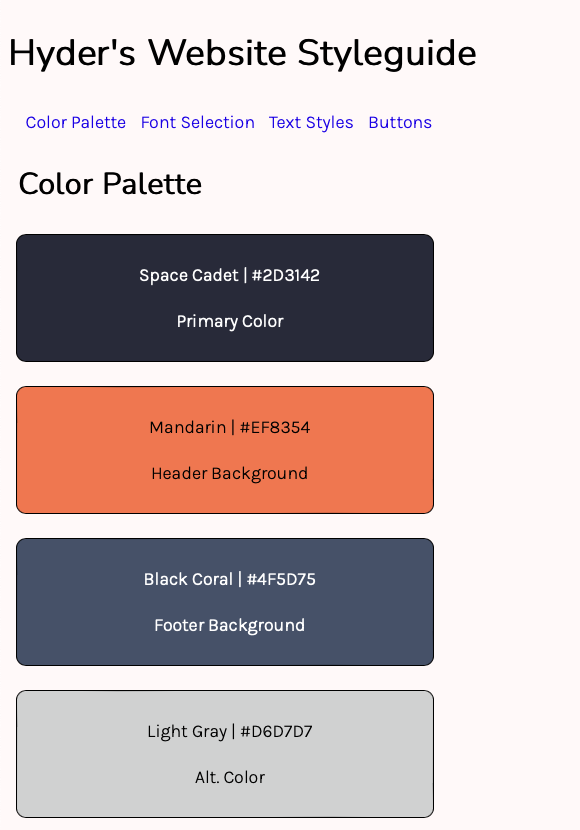 Hyder's Website Styleguide
Color Palette Font Selection Text Styles Buttons
Color Palette
Space Cadet | #2D3142
Primary Color
Mandarin | #EF8354
Header Background
Black Coral | #4F5D75
Footer Background
Light Gray | #D6D7D7
Alt. Color